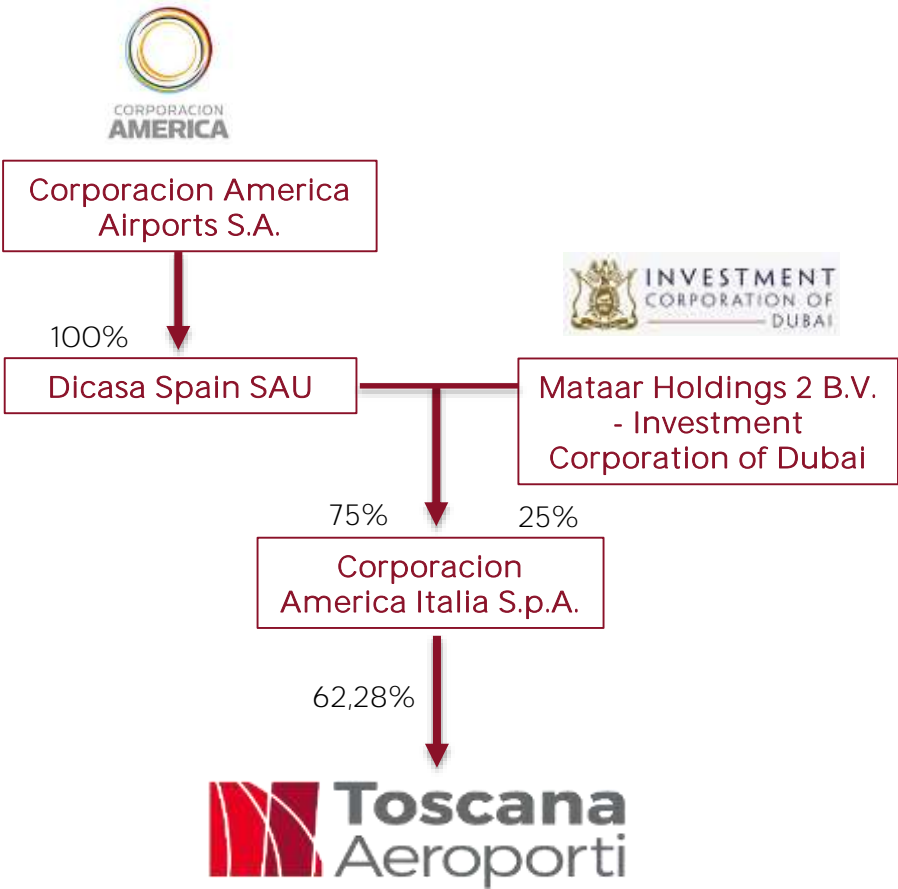 CORPORACION
AMERICA
Corporacion America
Airports S.A.
INVESTMENT
CORPORATION OF
DUBAI
100%
Dicasa Spain SAU
Mataar Holdings 2 B.V.
- Investment
Corporation of Dubai
75%
25%
Corporacion
America Italia S.p.A.
62,28%
Toscana
Aeroporti